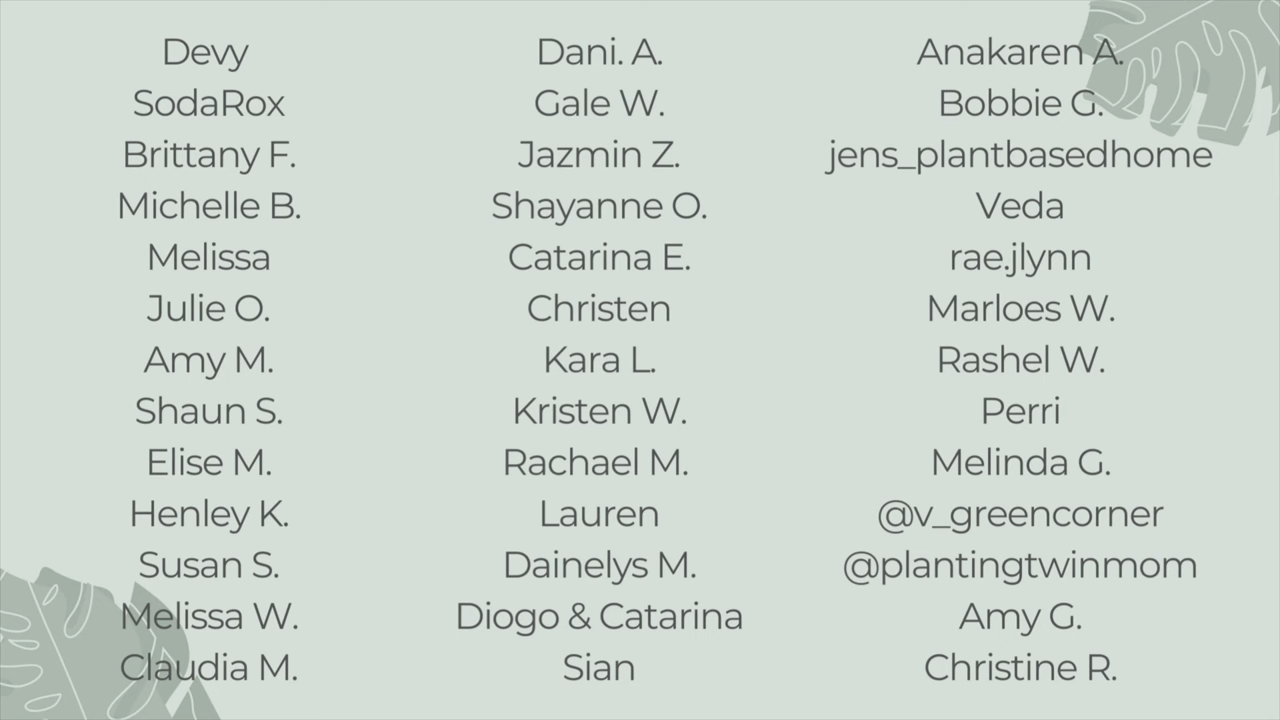 Devy
SodaRox
Brittany F.
Michelle B.
Melissa
Julie O.
Amy M.
Shaun S.
Elise M.
Henley K.
Susan S.
Melissa W.
Claudia M.
Dani. A.
Gale W.
Jazmin Z.
Shayanne O.
Catarina E.
Christen
Kara L.
Kristen W.
Rachael M.
Lauren
Dainelys M.
Diogo & Catarina
Sian
Anakaren A.
Bobbie G.
jens_plantbasedhome
Veda
rae.jlynn
Marloes W.
Rashel W.
Perri
Melinda G.
@v_greencorner
@plantingtwinmom
Amy G.
Christine R.